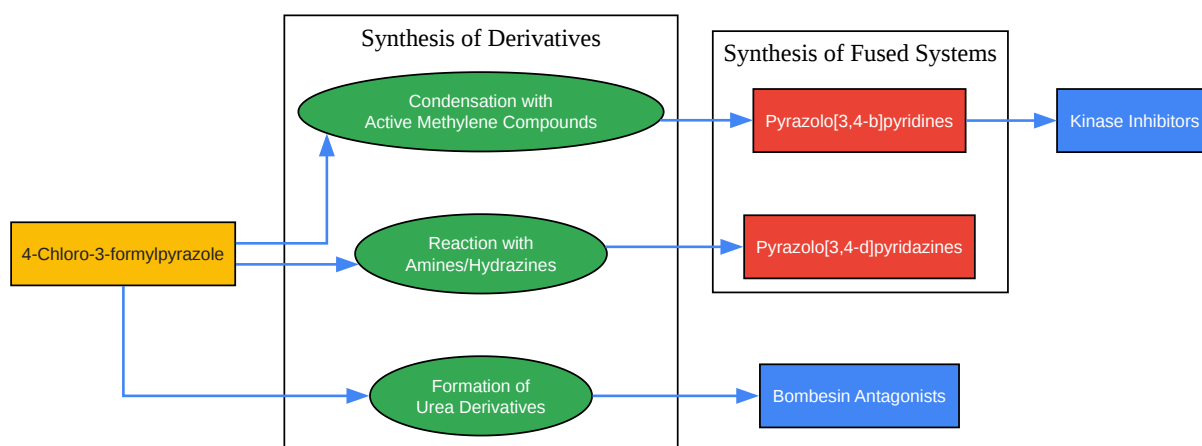 Synthesis of Derivatives
Synthesis of Fused Systems
Condensation with
Active Methylene Compounds
Pyrazolo[3,4-b]pyridines
Kinase Inhibitors
4-Chloro-3-formylpyrazole
Reaction with
Amines/Hydrazines
Pyrazolo[3,4-d]pyridazines
Formation of
Urea Derivatives
Bombesin Antagonists